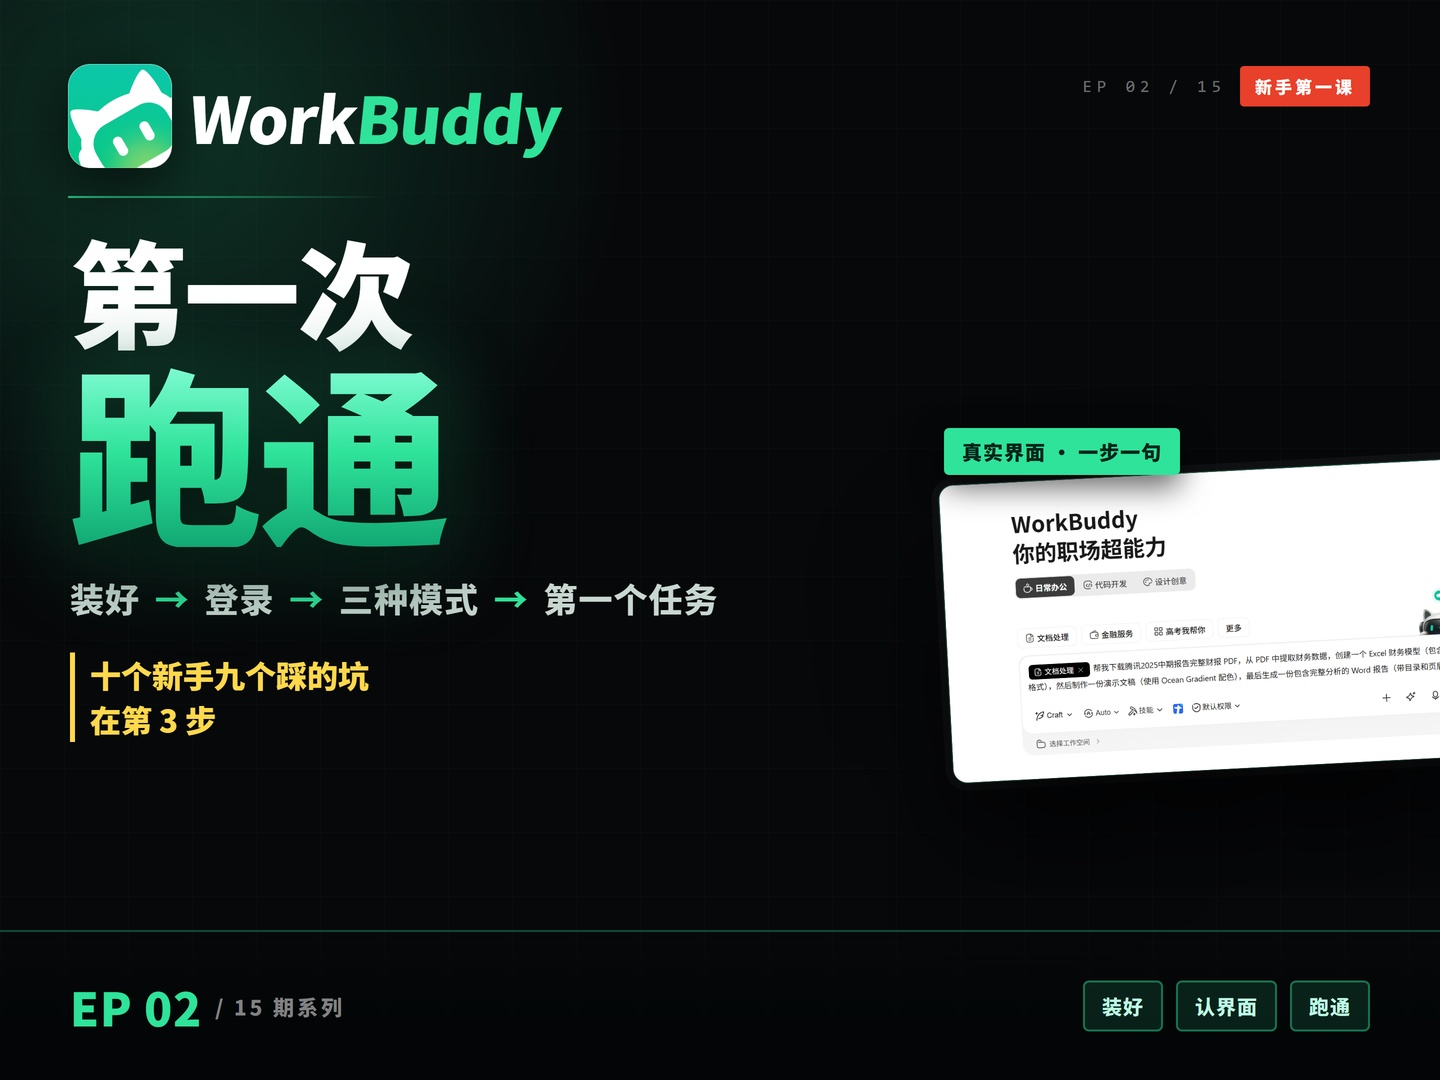 WorkBuddy
EP 02 / 15
新手第一课
第一次
跑通
装好 → 登录 → 三种模式 → 第一个任务
十个新手九个踩的坑
在第 3 步
真实界面 · 一步一句
WorkBuddy
你的职场超能力
日常办公 代码开发 设计创意
文档处理 金融服务 高考我帮你 更多
文档处理 × 帮我下载腾讯2025中期报告完整财报 PDF，从 PDF 中提取财务数据，创建一个 Excel 财务模型（包含
格式），然后制作一份演示文稿（使用 Ocean Gradient 配色），最后生成一份包含完整分析的 Word 报告（带目录和页眉
Craft Auto 技能 默认权限
选择工作空间
EP 02 / 15 期系列
装好 认界面 跑通